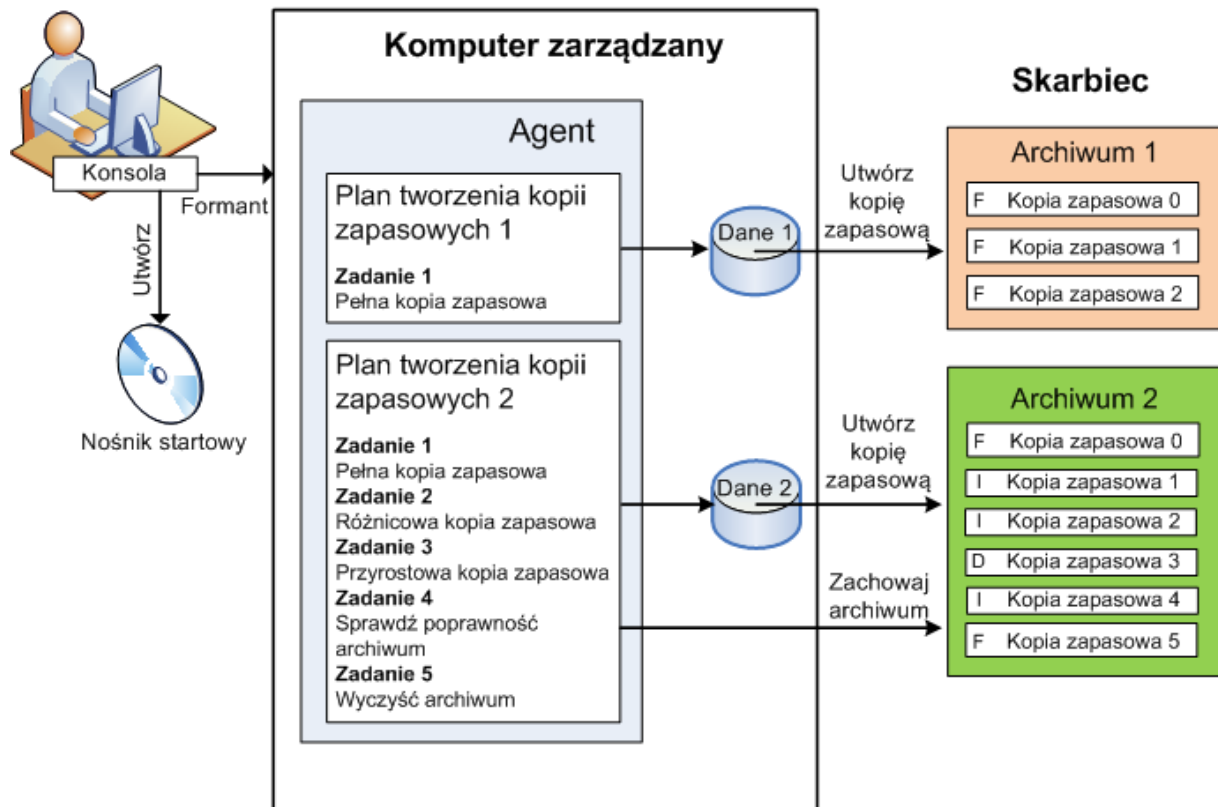 Komputer zarządzany
Skarbiec
Konsola
Formant
Utwórz
Nośnik startowy
Agent
Plan tworzenia kopii
zapasowych 1
Zadanie 1
Pełna kopia zapasowa
Plan tworzenia kopii
zapasowych 2
Zadanie 1
Pełna kopia zapasowa
Zadanie 2
Różnicowa kopia zapasowa
Zadanie 3
Przyrostowa kopia zapasowa
Zadanie 4
Sprawdź poprawność
archiwum
Zadanie 5
Wyczyść archiwum
Dane 1
Utwórz
kopię
zapasową
Dane 2
Utwórz
kopię
zapasową
Zachowaj
archiwum
Archiwum 1
F Kopia zapasowa 0
F Kopia zapasowa 1
F Kopia zapasowa 2
Archiwum 2
F Kopia zapasowa 0
I Kopia zapasowa 1
I Kopia zapasowa 2
D Kopia zapasowa 3
I Kopia zapasowa 4
F Kopia zapasowa 5